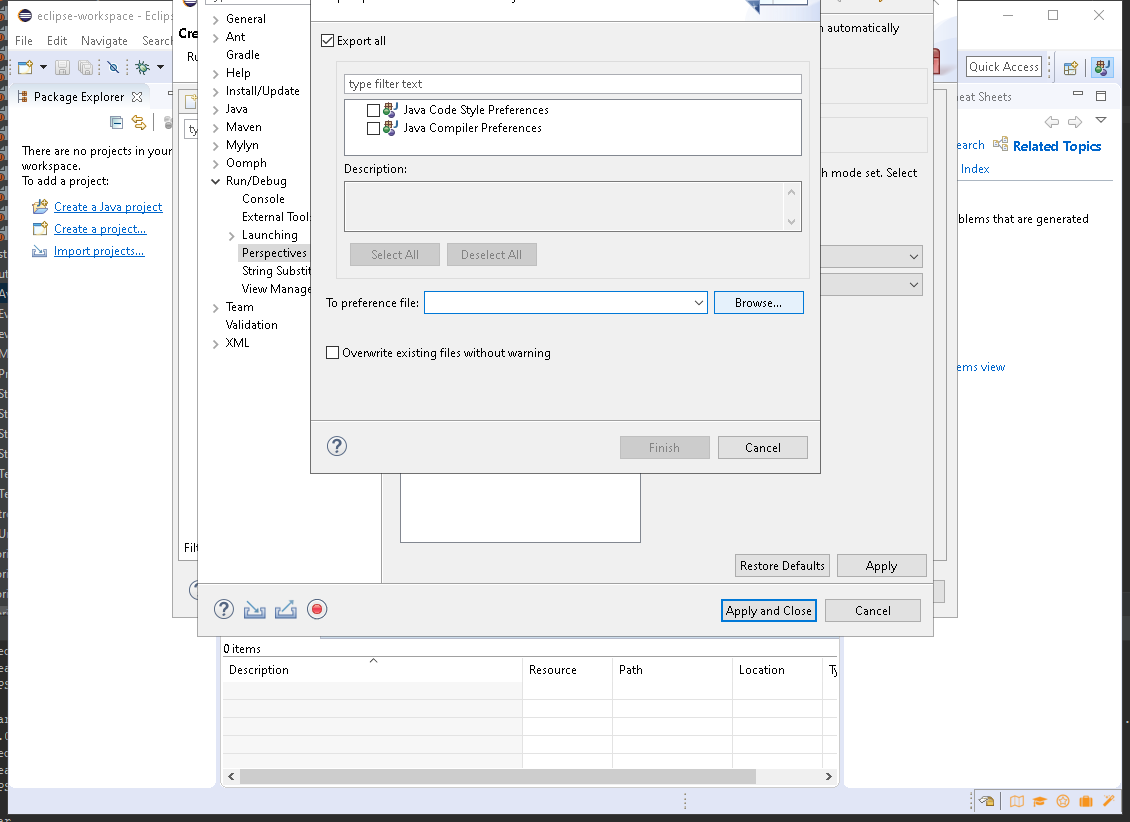 eclipse-workspace - Eclips
File Edit Navigate Search
Quick Access
Package Explorer
There are no projects in your
workspace.
To add a project:
Create a Java project
Create a project...
Import projects...
General
Ant
Gradle
Help
Install/Update
Java
Maven
Mylyn
Oomph
Run/Debug
Console
External Tools
Launching
Perspectives
String Substit
View Manage
Team
Validation
XML
Export all
type filter text
Java Code Style Preferences
Java Compiler Preferences
Description:
Select All Deselect All
To preference file: Browse...
Overwrite existing files without warning
Finish Cancel
automatically
h mode set. Select
eat Sheets
earch Related Topics
Index
blems that are generated
ems view
Restore Defaults Apply
Apply and Close Cancel
0 items
Description Resource Path Location Ty